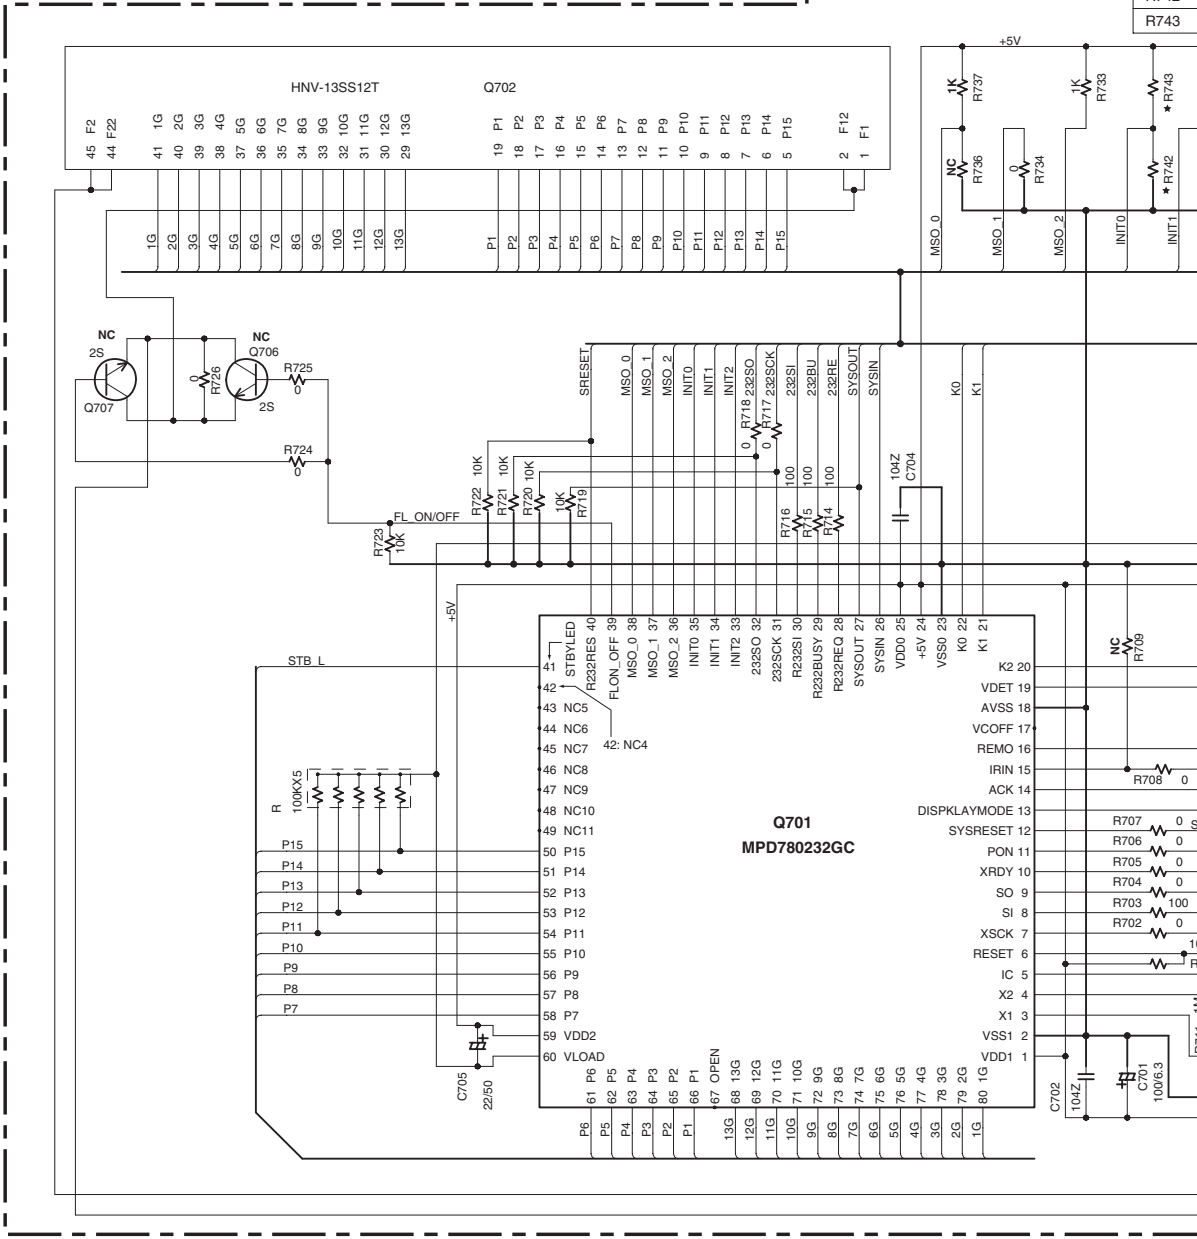 R743
+5V
HNV-13SS12T
Q702
45 F2
44 F22
41 1G
40 2G
39 3G
38 4G
37 5G
36 6G
35 7G
34 8G
33 9G
32 10G
31 11G
30 12G
29 13G
19 P1
18 P2
17 P3
16 P4
15 P5
14 P6
13 P7
12 P8
11 P9
10 P10
9 P11
8 P12
7 P13
6 P14
5 P15
2 F12
1 F1
1K
R737
NC
R736
0
R734
1K
R733
R743
★
R742
★
1G
2G
3G
4G
5G
6G
7G
8G
9G
10G
11G
12G
13G
P1
P2
P3
P4
P5
P6
P7
P8
P9
P10
P11
P12
P13
P14
P15
MSO_0
MSO_1
MSO_2
INIT0
INIT1
NC
2S
Q707
0
R726
NC
Q706
2S
R725
0
R724
0
SRESET
MSO_0
MSO_1
MSO_2
INIT0
INIT1
INIT2
232SO
232SCK
232SI
232BU
232RE
SYSOUT
SYSIN
K0
K1
0 R718
0 R717
R722 10K
R721 10K
R720 10K
10K
R719
R716 100
R715 100
R714 100
104Z
C704
FL_ON/OFF
R723
10K
+5V
NC
R709
STB L
41
STBYLED
R232RES 40
FLON_OFF 39
MSO_0 38
MSO_1 37
MSO_2 36
INIT0 35
INIT1 34
INIT2 33
232SO 32
232SCK 31
R232SI 30
R232BUSY 29
R232REQ 28
SYSOUT 27
SYSIN 26
VDD0 25
+5V 24
VSS0 23
K0 22
K1 21
42
42: NC4
43 NC5
44 NC6
45 NC7
46 NC8
47 NC9
48 NC10
49 NC11
50 P15
51 P14
52 P13
53 P12
54 P11
55 P10
56 P9
57 P8
58 P7
59 VDD2
60 VLOAD
K2 20
VDET 19
AVSS 18
VCOFF 17
REMO 16
IRIN 15
ACK 14
DISPKLAYMODE 13
SYSRESET 12
PON 11
XRDY 10
SO 9
SI 8
XSCK 7
RESET 6
IC 5
X2 4
X1 3
VSS1 2
VDD1 1
Q701
MPD780232GC
R
100KX5
P15
P14
P13
P12
P11
P10
P9
P8
P7
R708 0
R707 0
R706 0
R705 0
R704 0
R703 100
R702 0
C705
22/50
C702
104Z
C701
100/6.3
61 P6
62 P5
63 P4
64 P3
65 P2
66 P1
67 OPEN
68 13G
69 12G
70 11G
71 10G
72 9G
73 8G
74 7G
75 6G
76 5G
77 4G
78 3G
79 2G
80 1G
P6
P5
P4
P3
P2
P1
13G
12G
11G
10G
9G
8G
7G
6G
5G
4G
3G
2G
1G